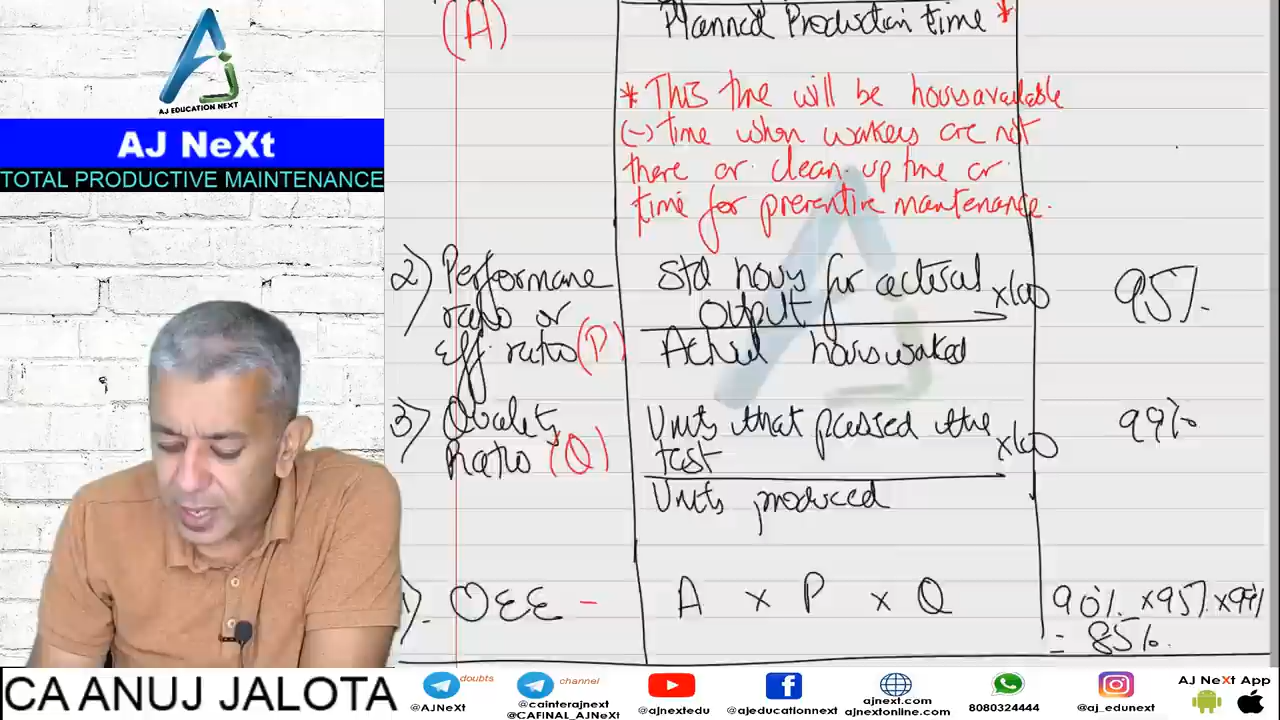 (A)
Planned Production time *
* This time will be hours available
(-) time when workers are not
there or clean up time or
time for preventive maintenance.
2) Performane
ratio or
Eff. ratio (P)
Std hours for actual
output
x100
Actual hours worked
95%
3) Quality
Ratio (Q)
Units that passed the
test
x100
Units produced
99%
OEE -
A x P x Q
90% x95%x99%
= 85%.
AJ EDUCATION NEXT
AJ NeXt
TOTAL PRODUCTIVE MAINTENANCE
CA ANUJ JALOTA
doubts
@AJNeXt
channel
@cainterajnext
@CAFINAL_AJNeXt
@ajnextedu
@ajeducationnext
ajnext.com
ajnextonline.com
8080324444
@aj_edunext
AJ NeXt App